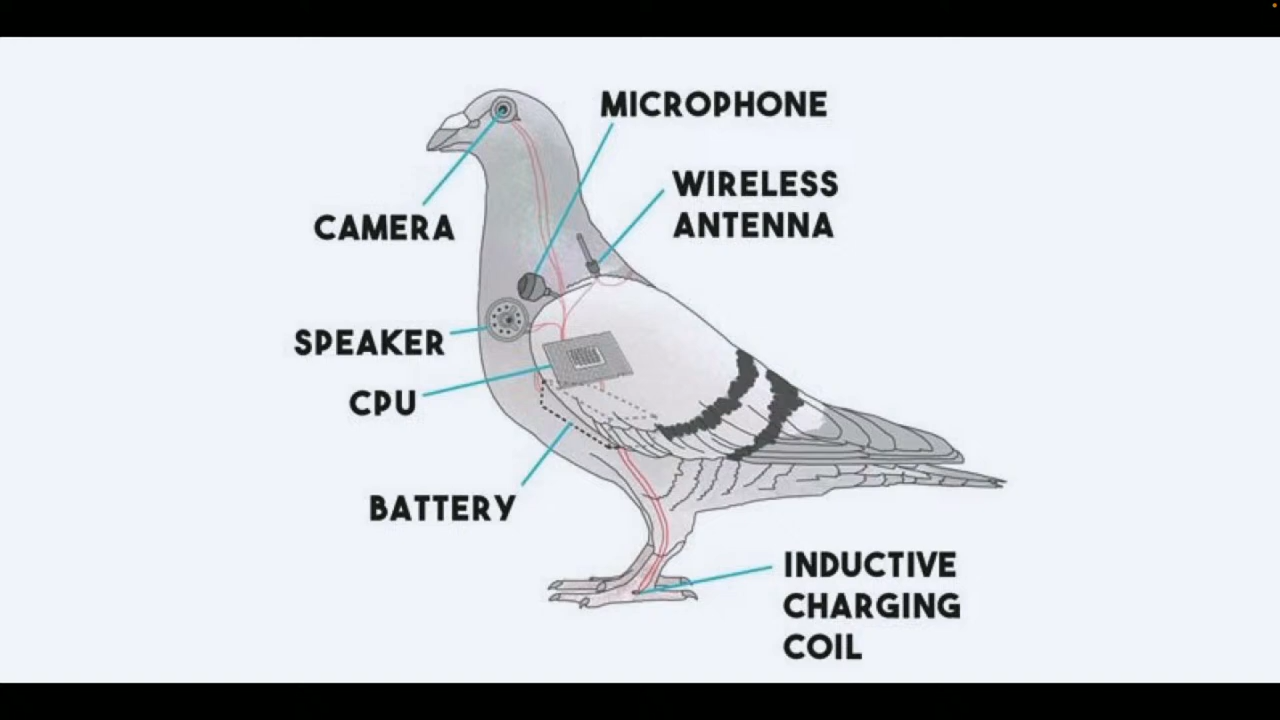 MICROPHONE
WIRELESS
ANTENNA
CAMERA
SPEAKER
CPU
BATTERY
INDUCTIVE
CHARGING
COIL